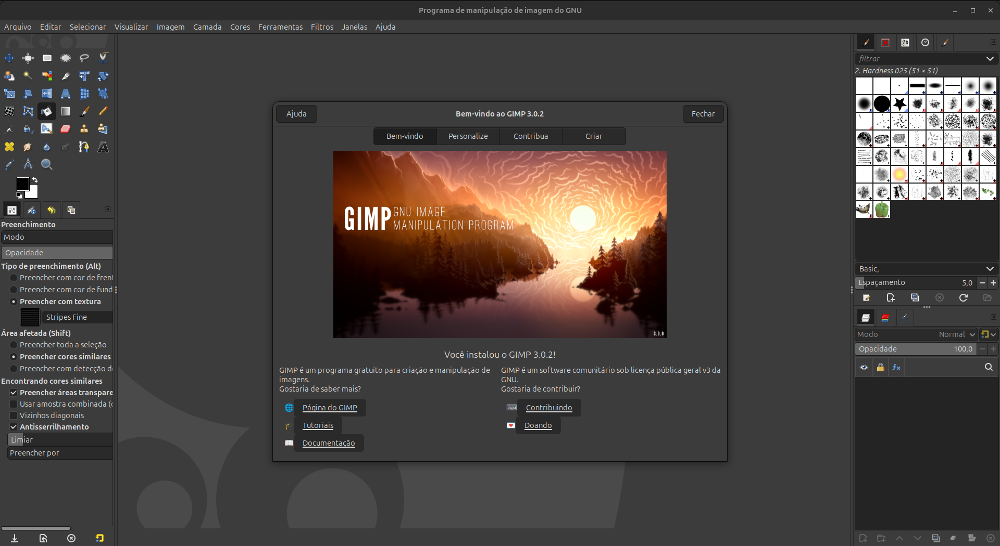 Programa de manipulação de imagem do GNU
Arquivo Editar Selecionar Visualizar Imagem Camada Cores Ferramentas Filtros Janelas Ajuda
Preenchimento
Modo
Opacidade
Tipo de preenchimento (Alt)
Preencher com cor de frent
Preencher com cor de fund
Preencher com textura
Stripes Fine
Área afetada (Shift)
Preencher toda a seleção
Preencher cores similares
Preencher com detecção d
Encontrando cores similares
Preencher áreas transpare
Usar amostra combinada (c
Vizinhos diagonais
Antisserrilhamento
Limiar
Preencher por
Ajuda
Bem-vindo ao GIMP 3.0.2
Fechar
Bem-vindo Personalize Contribua Criar
GIMP GNU IMAGE
MANIPULATION PROGRAM
3.0.0
Você instalou o GIMP 3.0.2!
GIMP é um programa gratuito para criação e manipulação de
imagens.
Gostaria de saber mais?
Página do GIMP
Tutoriais
Documentação
GIMP é um software comunitário sob licença pública geral v3 da
GNU.
Gostaria de contribuir?
Contribuindo
Doando
filtrar
2. Hardness 025 (51 × 51)
Basic,
Espaçamento 5,0
Modo Normal
Opacidade 100,0
fx